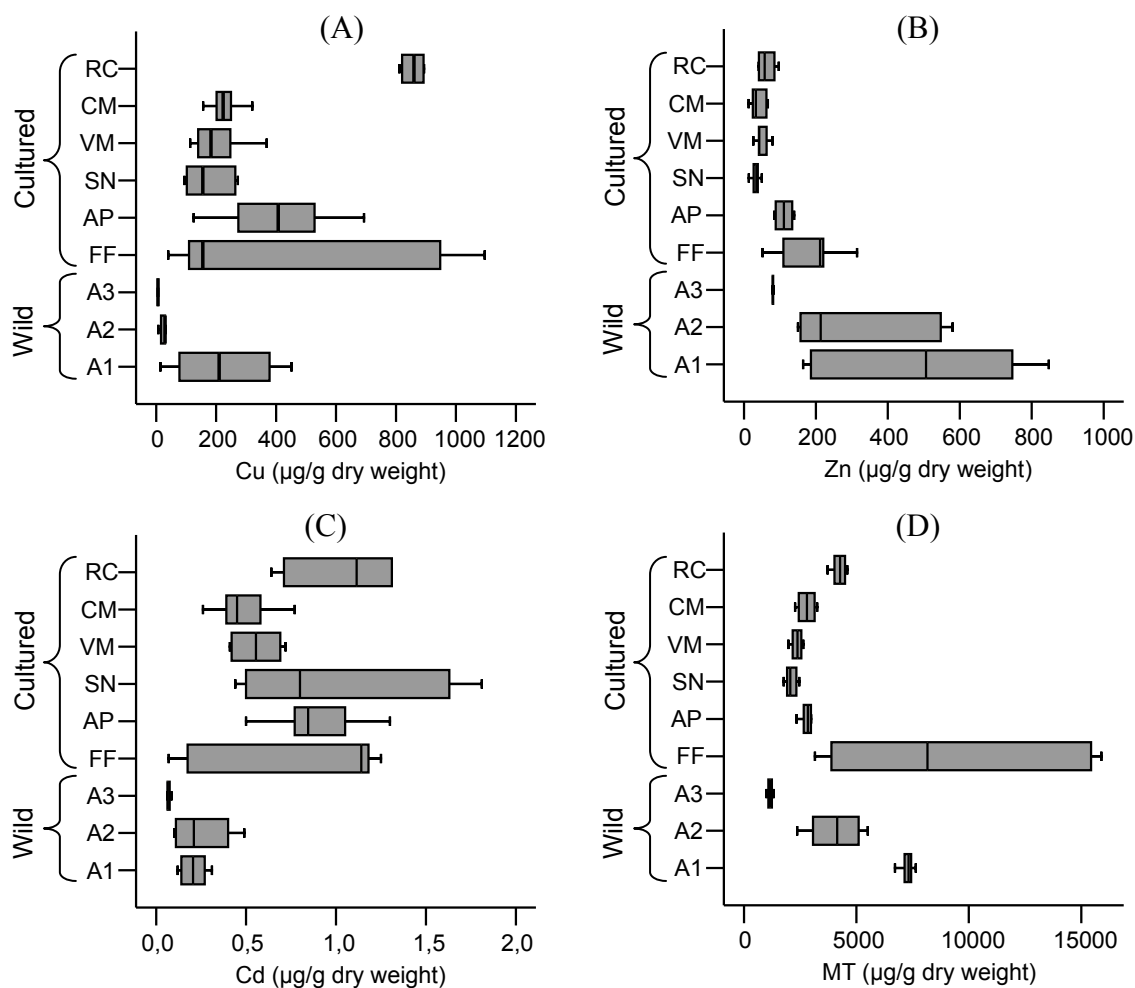 (A)
Cultured
Wild
RC
CM
VM
SN
AP
FF
A3
A2
A1
0 200 400 600 800 1000 1200
Cu (µg/g dry weight)
(B)
Cultured
Wild
RC
CM
VM
SN
AP
FF
A3
A2
A1
0 200 400 600 800 1000
Zn (µg/g dry weight)
(C)
Cultured
Wild
RC
CM
VM
SN
AP
FF
A3
A2
A1
0,0 0,5 1,0 1,5 2,0
Cd (µg/g dry weight)
(D)
Cultured
Wild
RC
CM
VM
SN
AP
FF
A3
A2
A1
0 5000 10000 15000
MT (µg/g dry weight)